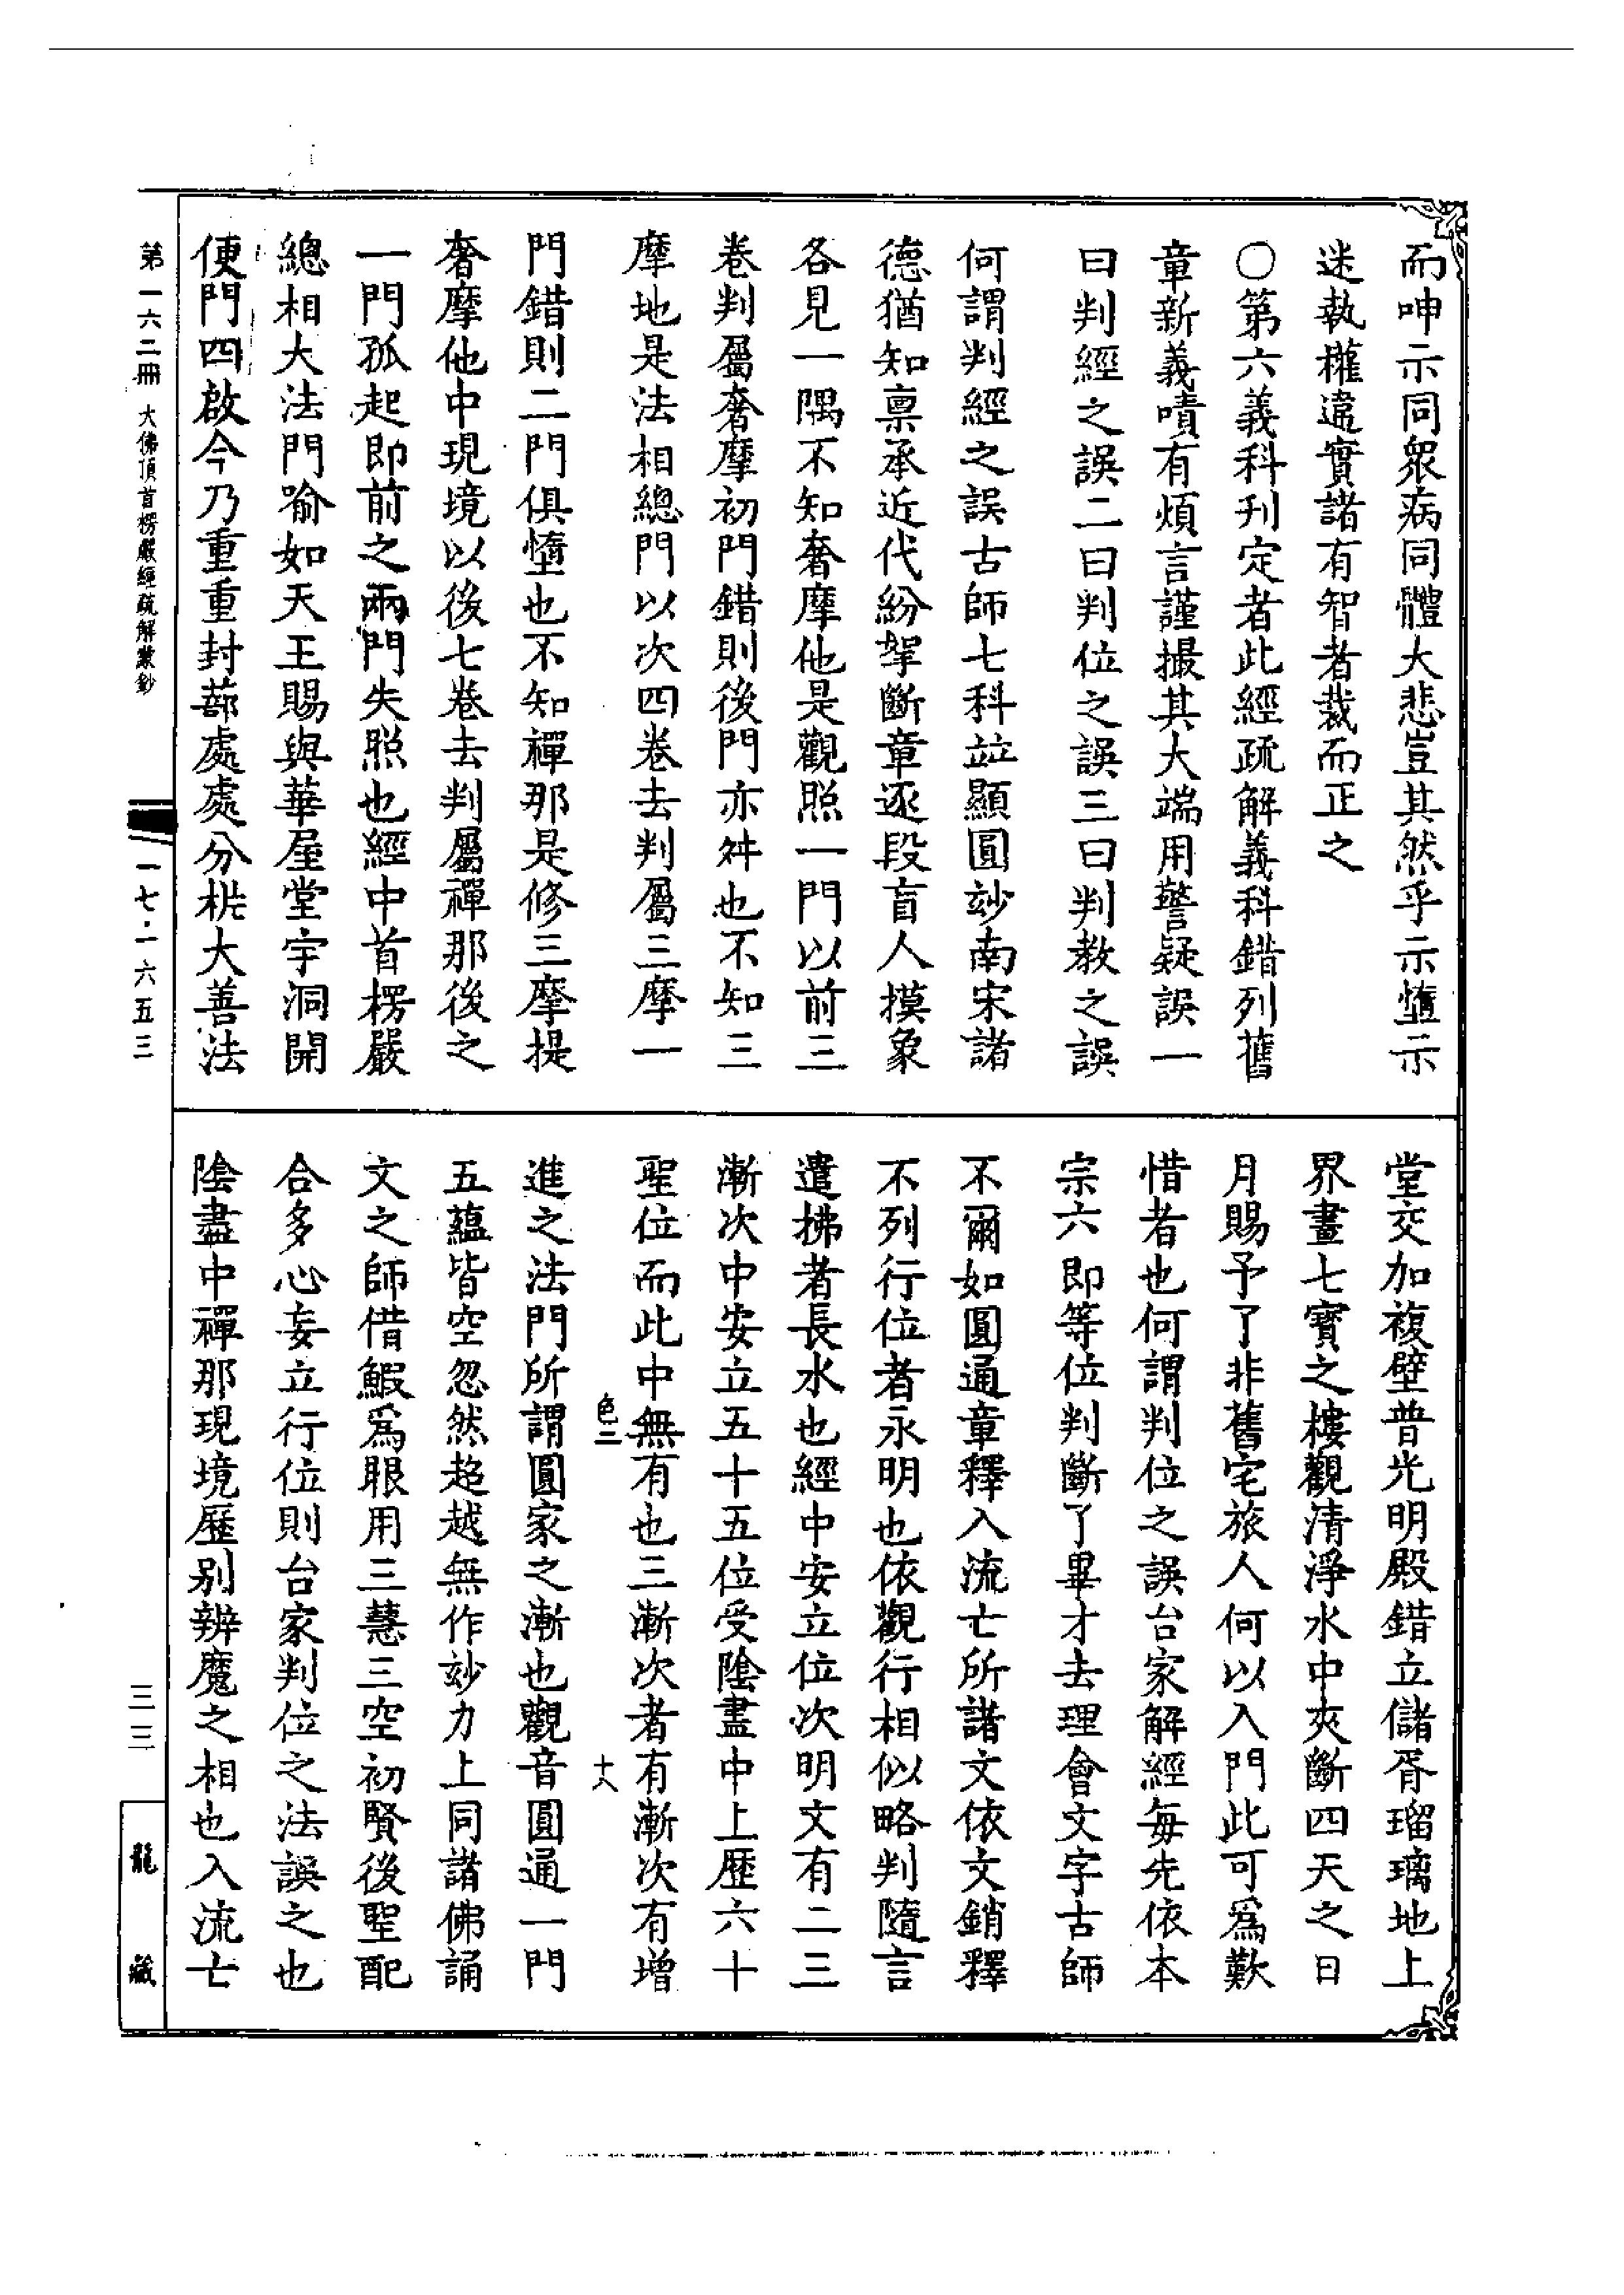 而呻示同衆病同體大悲豈其然乎示墮示
迷執權違實諸有智者裁而正之
〇第六義科刋定者此經疏解義科錯列舊
章新義嘖有煩言謹撮其大端用警疑誤一
曰判經之誤二曰判位之誤三曰判教之誤
何謂判經之誤古師七科竝顯圓玅南宋諸
德猶知禀承近代紛拏斷章逐段盲人摸象
各見一隅不知奢摩他是觀照一門以前三
卷判屬奢摩初門錯則後門亦舛也不知三
摩地是法相總門以次四卷去判屬三摩一
門錯則二門俱墮也不知禪那是修三摩提
奢摩他中現境以後七卷去判屬禪那後之
一門孤起即前之兩門失照也經中首楞嚴
總相大法門喻如天王賜與華屋堂宇洞開
便門四啟今乃重重封蔀處處分栱大善法
堂交加複壁普光明殿錯立儲胥瑠璃地上
界畫七寶之樓觀清淨水中夾斷四天之日
月賜予了非舊宅旅人何以入門此可爲歎
惜者也何謂判位之誤台家解經每先依本
宗六即等位判斷了畢才去理會文字古師
不爾如圓通章釋入流亡所諸文依文銷釋
不列行位者永明也依觀行相似略判隨言
遣拂者長水也經中安立位次明文有二三
漸次中安立五十五位受陰盡中上歷六十
聖位而此中無有也三漸次者有漸次有增
色二 十八
進之法門所謂圓家之漸也觀音圓通一門
五蘊皆空忽然超越無作玅力上同諸佛誦
文之師借鰕爲眼用三慧三空初賢後聖配
合多心妄立行位則台家判位之法誤之也
陰盡中禪那現境歷別辨魔之相也入流亡
第一六二冊 大佛頂首楞嚴經疏解蒙鈔
一七·一六五三
三三
龍藏